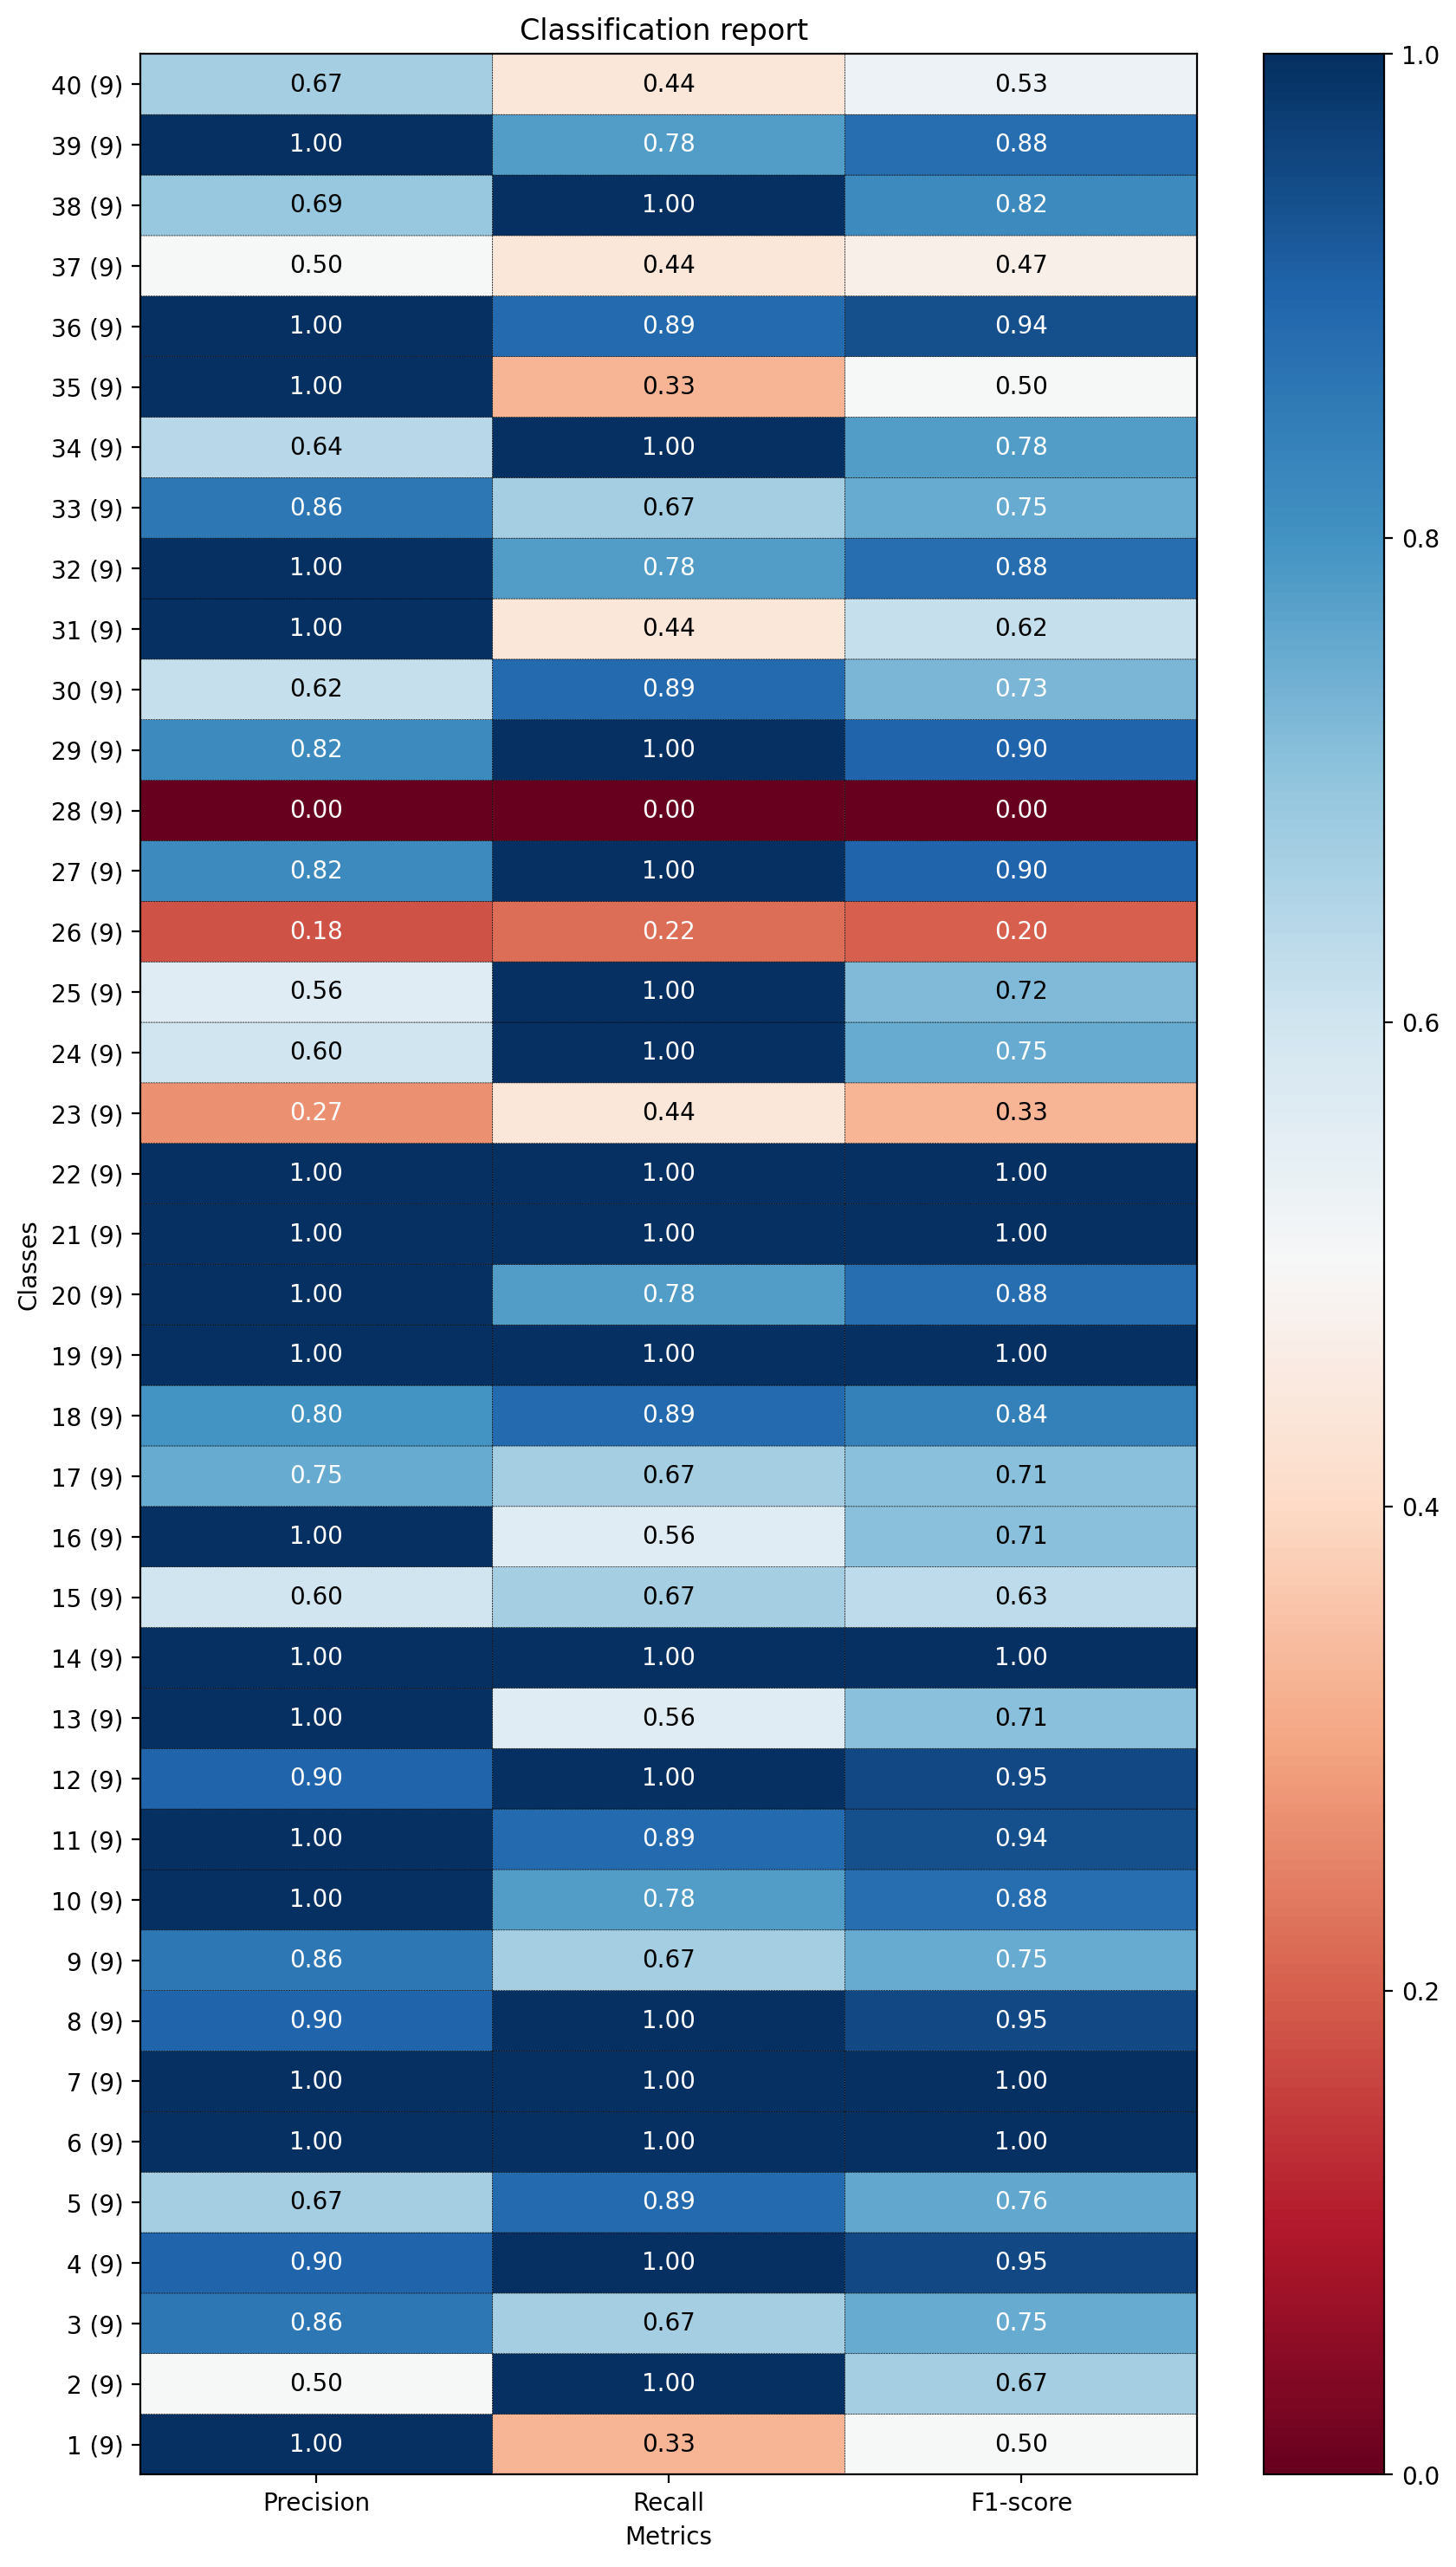 Classification report
40 (9) 0.67 0.44 0.53
39 (9) 1.00 0.78 0.88
38 (9) 0.69 1.00 0.82
37 (9) 0.50 0.44 0.47
36 (9) 1.00 0.89 0.94
35 (9) 1.00 0.33 0.50
34 (9) 0.64 1.00 0.78
33 (9) 0.86 0.67 0.75
32 (9) 1.00 0.78 0.88
31 (9) 1.00 0.44 0.62
30 (9) 0.62 0.89 0.73
29 (9) 0.82 1.00 0.90
28 (9) 0.00 0.00 0.00
27 (9) 0.82 1.00 0.90
26 (9) 0.18 0.22 0.20
25 (9) 0.56 1.00 0.72
24 (9) 0.60 1.00 0.75
23 (9) 0.27 0.44 0.33
22 (9) 1.00 1.00 1.00
21 (9) 1.00 1.00 1.00
20 (9) 1.00 0.78 0.88
19 (9) 1.00 1.00 1.00
18 (9) 0.80 0.89 0.84
17 (9) 0.75 0.67 0.71
16 (9) 1.00 0.56 0.71
15 (9) 0.60 0.67 0.63
14 (9) 1.00 1.00 1.00
13 (9) 1.00 0.56 0.71
12 (9) 0.90 1.00 0.95
11 (9) 1.00 0.89 0.94
10 (9) 1.00 0.78 0.88
9 (9) 0.86 0.67 0.75
8 (9) 0.90 1.00 0.95
7 (9) 1.00 1.00 1.00
6 (9) 1.00 1.00 1.00
5 (9) 0.67 0.89 0.76
4 (9) 0.90 1.00 0.95
3 (9) 0.86 0.67 0.75
2 (9) 0.50 1.00 0.67
1 (9) 1.00 0.33 0.50
Precision Recall F1-score
Metrics
Classes
1.0
0.8
0.6
0.4
0.2
0.0